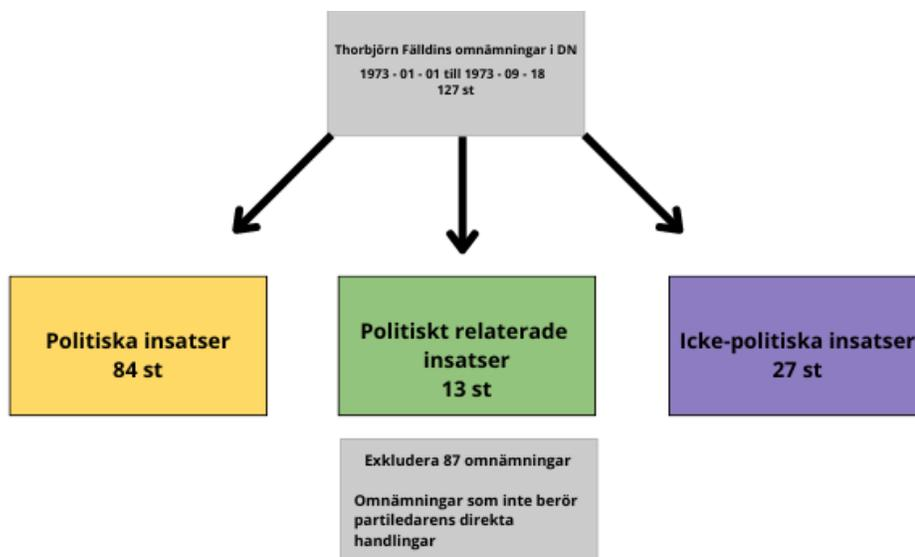 Thorbjörn Fälldins omnämningar i DN
1973 - 01 - 01 till 1973 - 09 - 18
127 st
Politiska insatser
84 st
Politiskt relaterade
insatser
13 st
Icke-politiska insatser
27 st
Exkludera 87 omnämningar
Omnämningar som inte berör
partiledarens direkta
handlingar